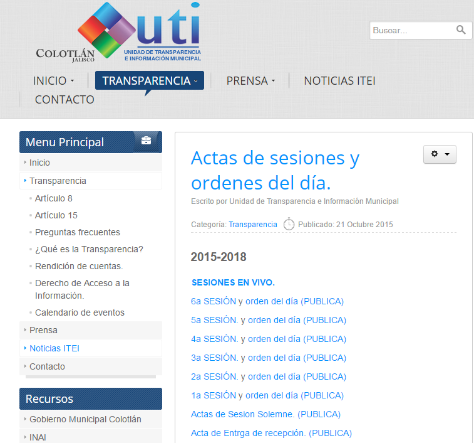 COLOTLÁN
JALISCO
uti
UNIDAD DE TRANSPARENCIA
E INFORMACIÓN MUNICIPAL
Buscar...
INICIO
TRANSPARENCIA
PRENSA
NOTICIAS ITEI
CONTACTO
Menu Principal
Inicio
Transparencia
Artículo 8
Artículo 15
Preguntas frecuentes
¿Qué es la Transparencia?
Rendición de cuentas.
Derecho de Acceso a la
Información.
Calendario de eventos
Prensa
Noticias ITEI
Contacto
Recursos
Gobierno Municipal Colotlán
INAI
Actas de sesiones y
ordenes del día.
Escrito por Unidad de Transparencia e Información Municipal
Categoría: Transparencia Publicado: 21 Octubre 2015
2015-2018
SESIONES EN VIVO.
6a SESIÓN y orden del día (PUBLICA)
5a SESIÓN. y orden del día (PUBLICA)
4a SESIÓN. y orden del día (PUBLICA)
3a SESIÓN. y orden del día (PUBLICA)
2a SESIÓN. y orden del día (PUBLICA)
1a SESIÓN y orden del día (PUBLICA)
Actas de Sesion Solemne. (PUBLICA)
Acta de Entrga de recepción. (PUBLICA)